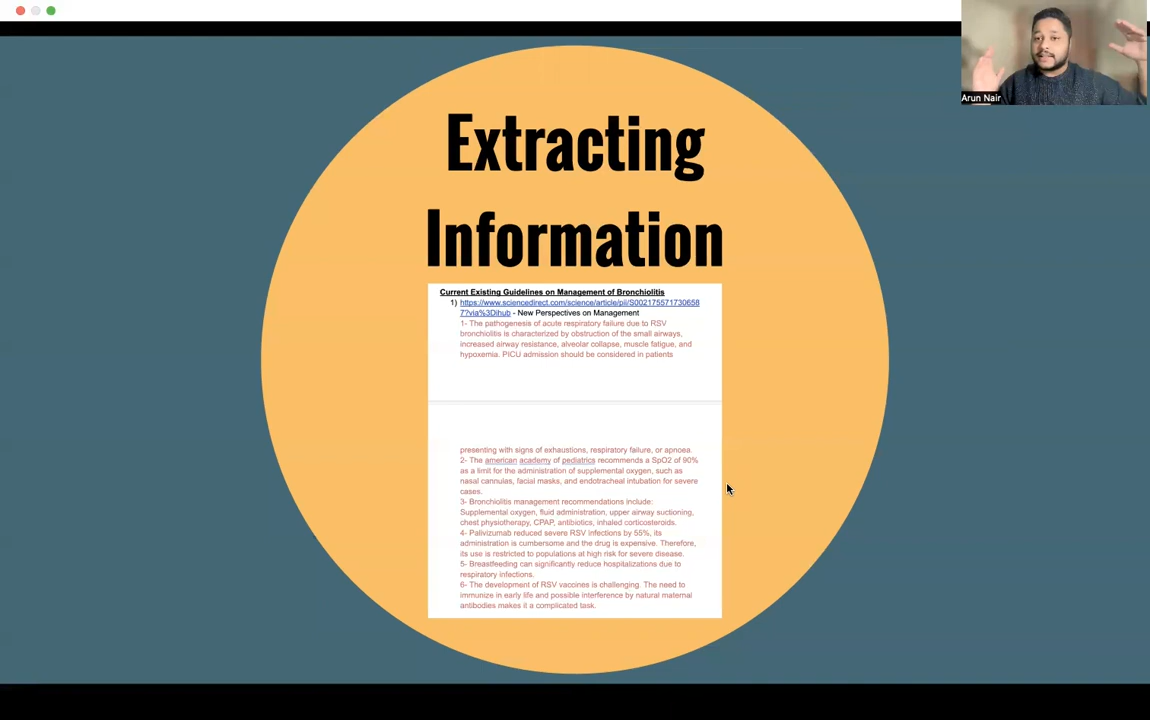 Arun Nair
Extracting
Information
Current Existing Guidelines on Management of Bronchiolitis
1) https://www.sciencedirect.com/science/article/pii/S002175571730658
7?via%3Dihub - New Perspectives on Management
1- The pathogenesis of acute respiratory failure due to RSV
bronchiolitis is characterized by obstruction of the small airways,
increased airway resistance, alveolar collapse, muscle fatigue, and
hypoxemia. PICU admission should be considered in patients
presenting with signs of exhaustions, respiratory failure, or apnoea.
2- The american academy of pediatrics recommends a SpO2 of 90%
as a limit for the administration of supplemental oxygen, such as
nasal cannulas, facial masks, and endotracheal intubation for severe
cases.
3- Bronchiolitis management recommendations include:
Supplemental oxygen, fluid administration, upper airway suctioning,
chest physiotherapy, CPAP, antibiotics, inhaled corticosteroids.
4- Palivizumab reduced severe RSV infections by 55%, its
administration is cumbersome and the drug is expensive. Therefore,
its use is restricted to populations at high risk for severe disease.
5- Breastfeeding can significantly reduce hospitalizations due to
respiratory infections.
6- The development of RSV vaccines is challenging. The need to
immunize in early life and possible interference by natural maternal
antibodies makes it a complicated task.